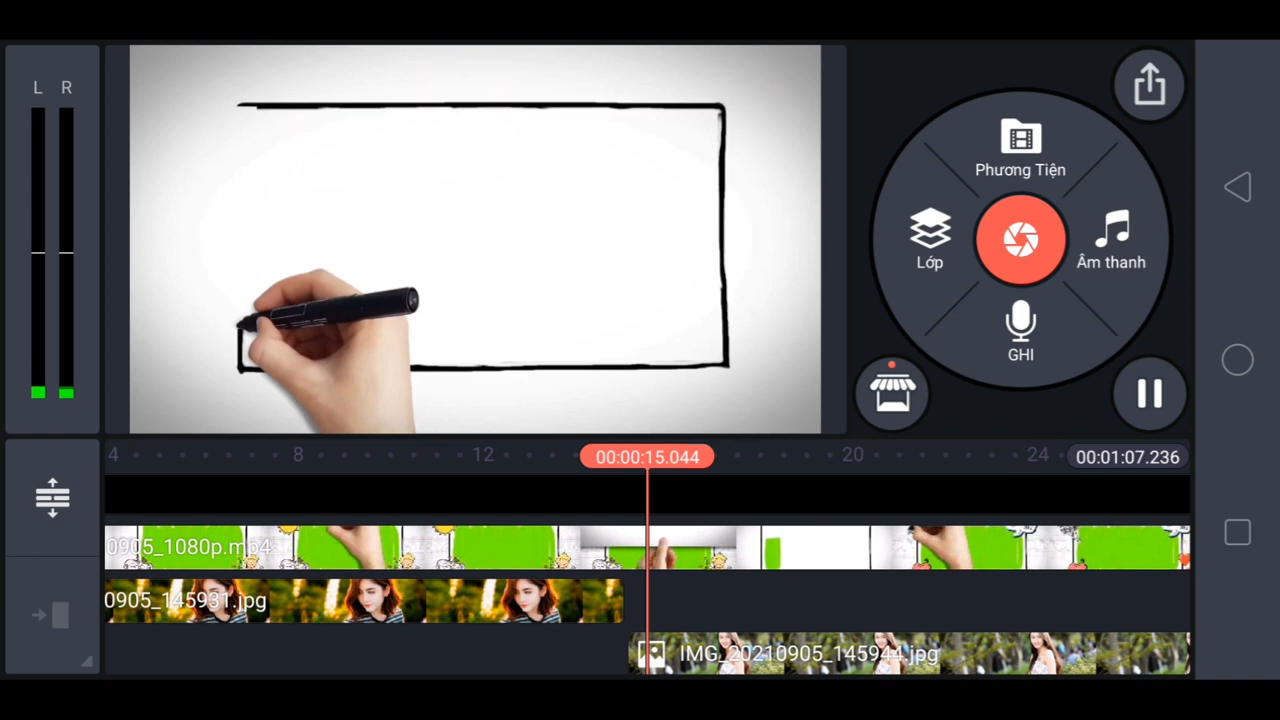 L R
Phương Tiện
Lớp
Âm thanh
GHI
4 8 12 00:00:15.044 20 24 00:01:07.236
0905_1080p.mp4
0905_145931.jpg
IMG_20210905_145944.jpg